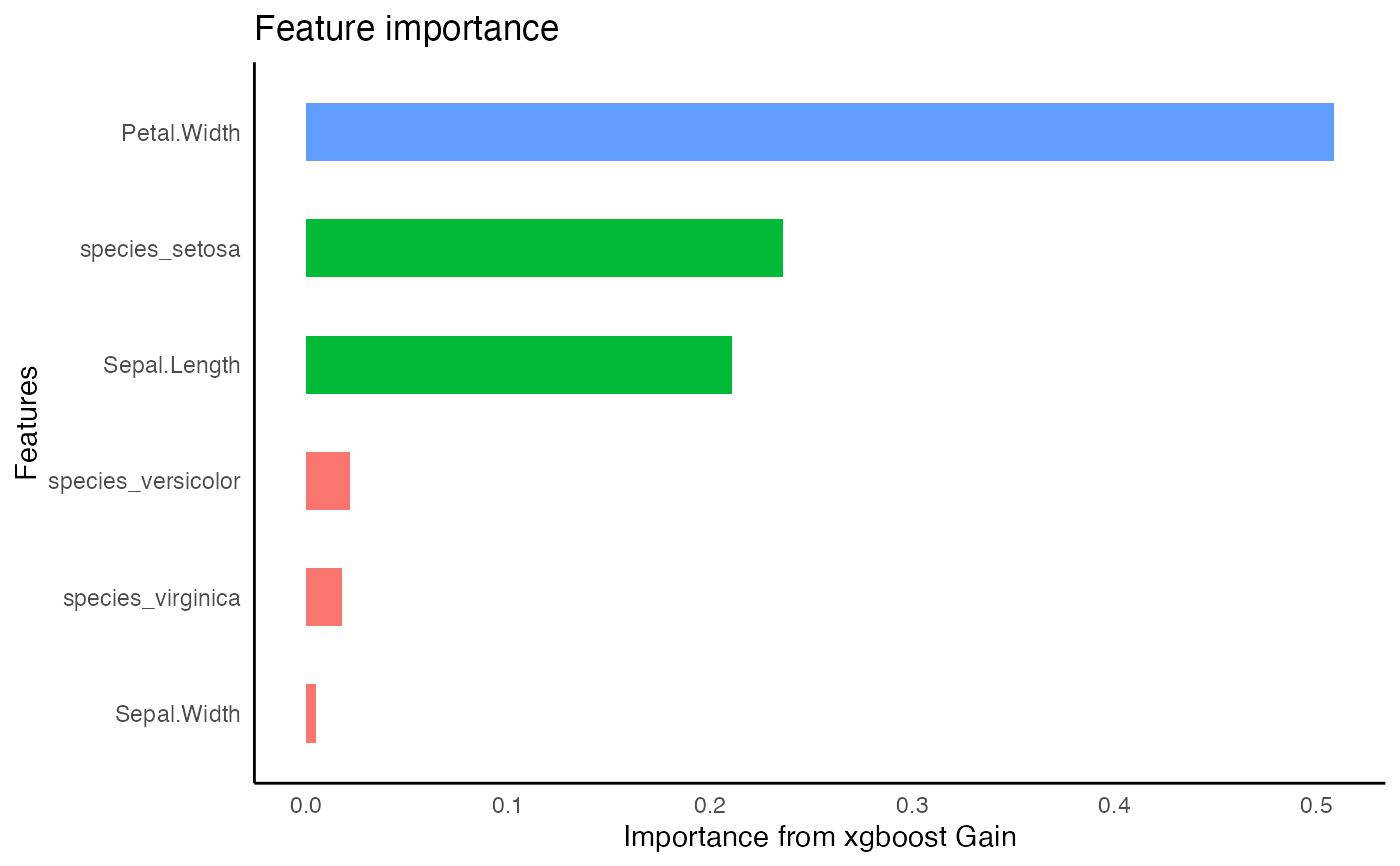 Feature importance
Features
Petal.Width
species_setosa
Sepal.Length
species_versicolor
species_virginica
Sepal.Width
0.0 0.1 0.2 0.3 0.4 0.5
Importance from xgboost Gain